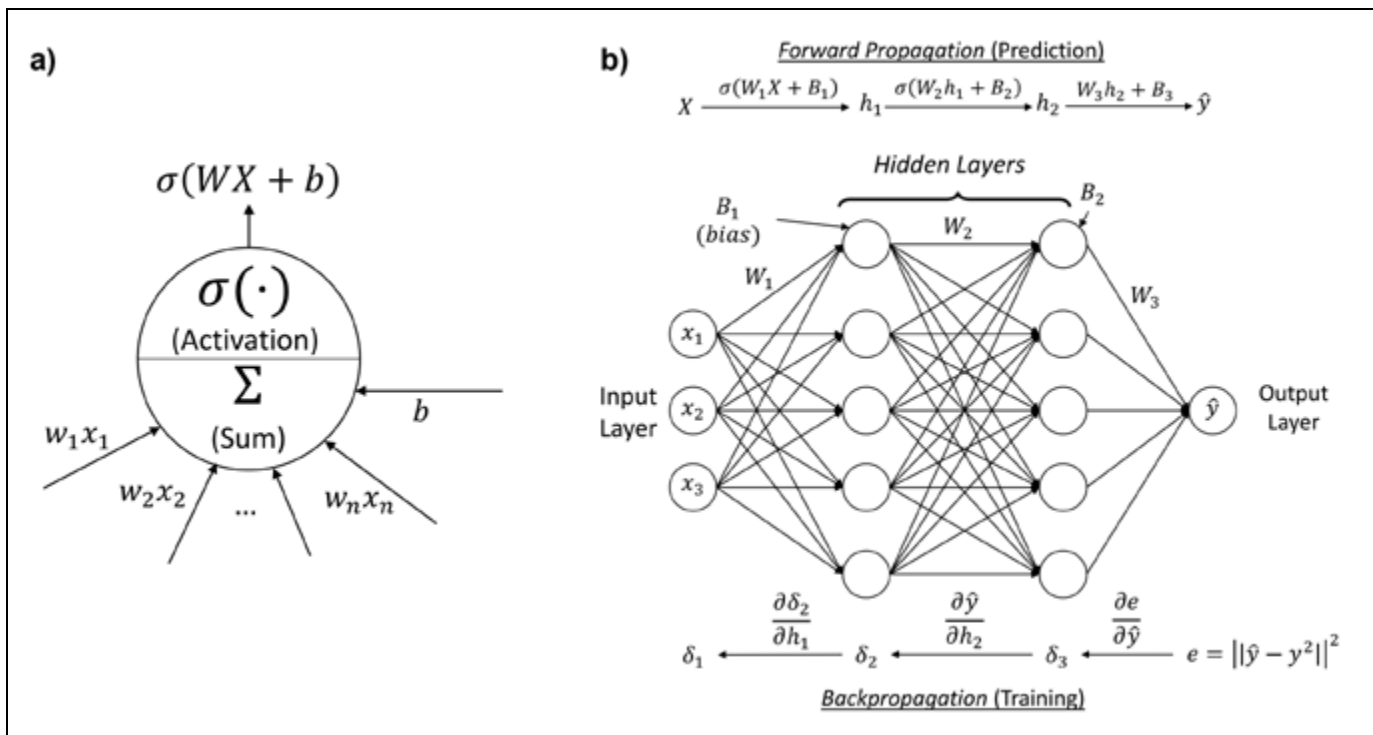 a)
σ(WX + b)
σ(·)
(Activation)
Σ
(Sum)
b
w₁x₁
w₂x₂
...
wₙxₙ
b)
Forward Propagation (Prediction)
X σ(W₁X + B₁) h₁ σ(W₂h₁ + B₂) h₂ W₃h₂ + B₃ ŷ
Hidden Layers
B₁
(bias)
B₂
W₁
W₂
W₃
x₁
x₂
x₃
Input
Layer
ŷ
Output
Layer
δ₁ ∂δ₂/∂h₁ δ₂ ∂ŷ/∂h₂ δ₃ ∂e/∂ŷ e = ||ŷ − y²||²
Backpropagation (Training)